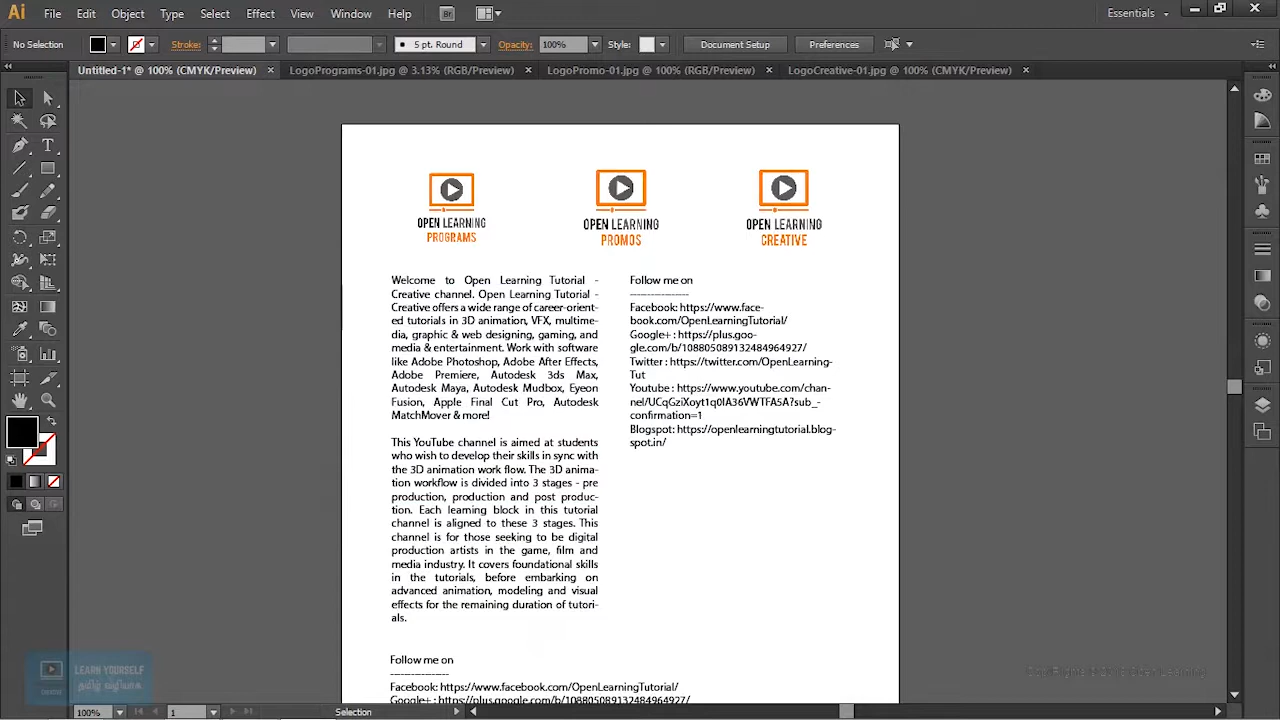 Ai File Edit Object Type Select Effect View Window Help Br Essentials
No Selection Stroke: 5 pt. Round Opacity: 100% Style: Document Setup Preferences
Untitled-1* @ 100% (CMYK/Preview) LogoPrograms-01.jpg @ 3.13% (RGB/Preview) LogoPromo-01.jpg @ 100% (RGB/Preview) LogoCreative-01.jpg @ 100% (CMYK/Preview)
OPEN LEARNING
PROGRAMS
OPEN LEARNING
PROMOS
OPEN LEARNING
CREATIVE
Welcome to Open Learning Tutorial -
Creative channel. Open Learning Tutorial -
Creative offers a wide range of career-orient-
ed tutorials in 3D animation, VFX, multime-
dia, graphic & web designing, gaming, and
media & entertainment. Work with software
like Adobe Photoshop, Adobe After Effects,
Adobe Premiere, Autodesk 3ds Max,
Autodesk Maya, Autodesk Mudbox, Eyeon
Fusion, Apple Final Cut Pro, Autodesk
MatchMover & more!
This YouTube channel is aimed at students
who wish to develop their skills in sync with
the 3D animation work flow. The 3D anima-
tion workflow is divided into 3 stages - pre
production, production and post produc-
tion. Each learning block in this tutorial
channel is aligned to these 3 stages. This
channel is for those seeking to be digital
production artists in the game, film and
media industry. It covers foundational skills
in the tutorials, before embarking on
advanced animation, modeling and visual
effects for the remaining duration of tutori-
als.
Follow me on
-----------------
Facebook: https://www.face-
book.com/OpenLearningTutorial/
Google+ : https://plus.goo-
gle.com/b/108805089132484964927/
Twitter : https://twitter.com/OpenLearning-
Tut
Youtube : https://www.youtube.com/chan-
nel/UCqGziXoyt1q0lA36VWTFA5A?sub_-
confirmation=1
Blogspot: https://openlearningtutorial.blog-
spot.in/
Follow me on
-----------------
Facebook: https://www.facebook.com/OpenLearningTutorial/
Google+ : https://plus.google.com/b/108805089132484964927/
LEARN YOURSELF
தமிழ் வழியாக
CREATIVE
100% 1 Selection